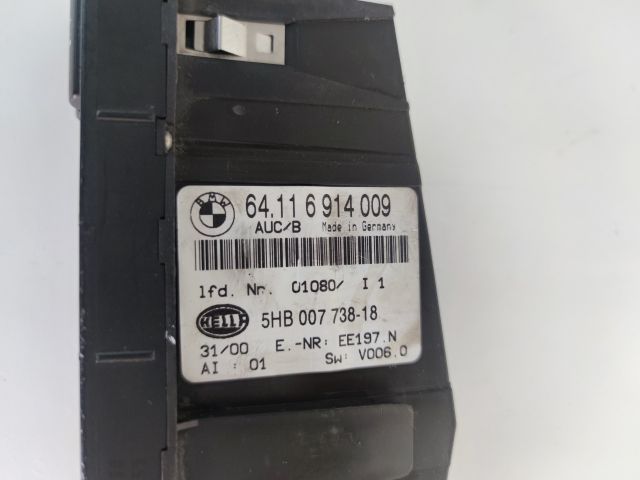 BMW 64.11 6 914 009
AUC/B Made in Germany
lfd. Nr. 01080/ I 1
HELLA 5HB 007 738-18
31/00 E.-NR: EE197.N
AI : 01 SW: V006.0